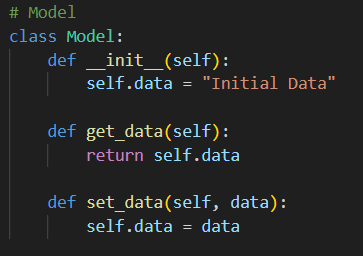 # Model
class Model:
    def __init__(self):
        self.data = "Initial Data"

    def get_data(self):
        return self.data

    def set_data(self, data):
        self.data = data